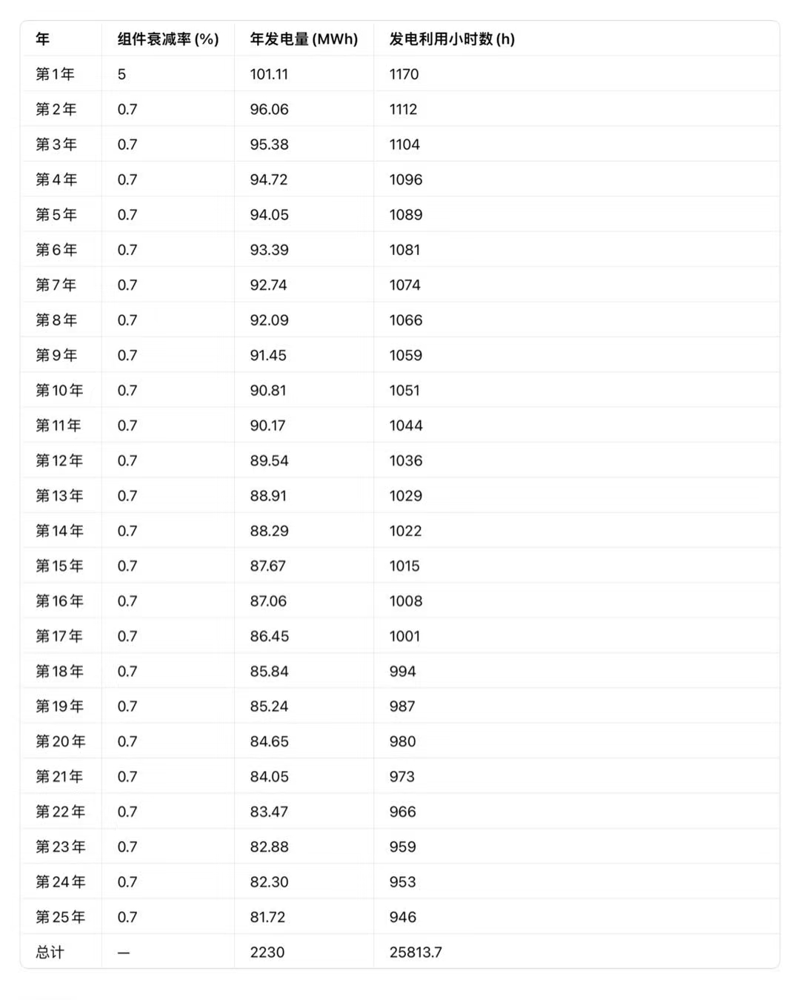 年 组件衰减率 (%) 年发电量 (MWh) 发电利用小时数 (h)
第1年 5 101.11 1170
第2年 0.7 96.06 1112
第3年 0.7 95.38 1104
第4年 0.7 94.72 1096
第5年 0.7 94.05 1089
第6年 0.7 93.39 1081
第7年 0.7 92.74 1074
第8年 0.7 92.09 1066
第9年 0.7 91.45 1059
第10年 0.7 90.81 1051
第11年 0.7 90.17 1044
第12年 0.7 89.54 1036
第13年 0.7 88.91 1029
第14年 0.7 88.29 1022
第15年 0.7 87.67 1015
第16年 0.7 87.06 1008
第17年 0.7 86.45 1001
第18年 0.7 85.84 994
第19年 0.7 85.24 987
第20年 0.7 84.65 980
第21年 0.7 84.05 973
第22年 0.7 83.47 966
第23年 0.7 82.88 959
第24年 0.7 82.30 953
第25年 0.7 81.72 946
总计 — 2230 25813.7